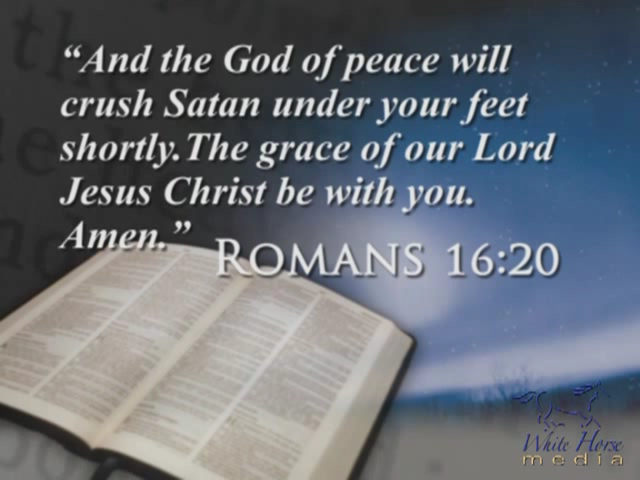 “And the God of peace will
crush Satan under your feet
shortly.The grace of our Lord
Jesus Christ be with you.
Amen.”
ROMANS 16:20
White Horse
media